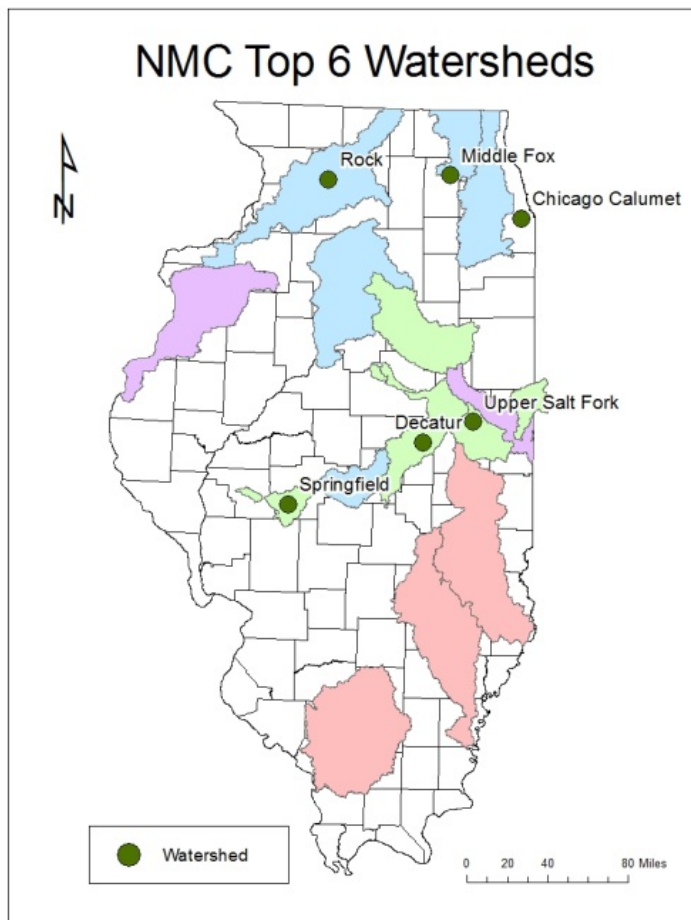 NMC Top 6 Watersheds
N
Rock
Middle Fox
Chicago Calumet
Upper Salt Fork
Decatur
Springfield
Watershed
0 20 40 80 Miles